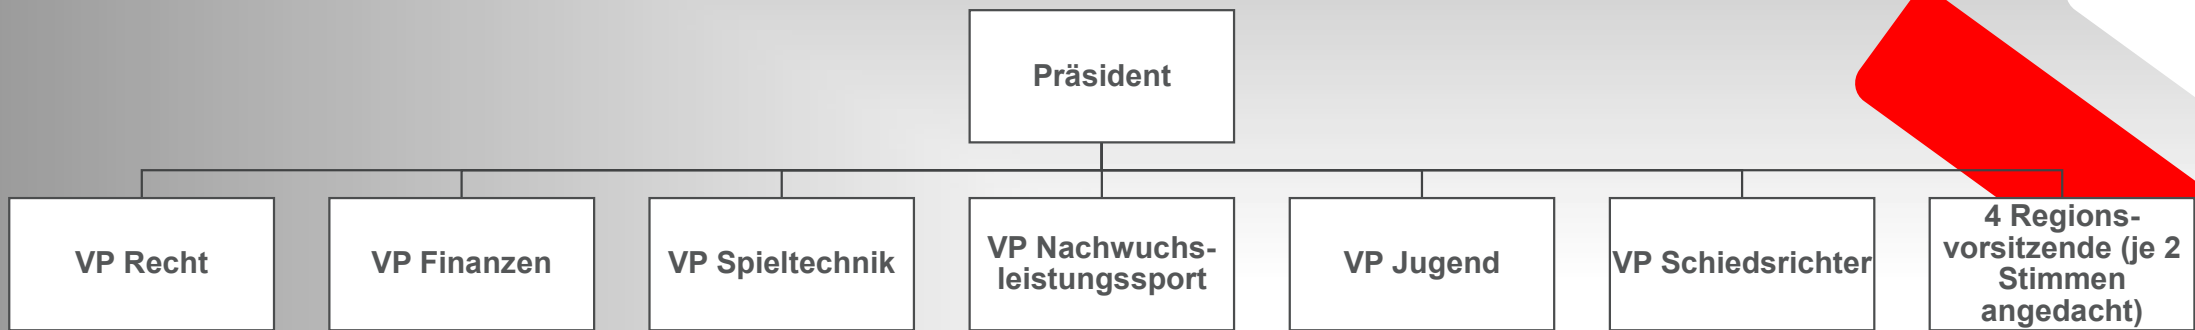 Präsident
VP Recht
VP Finanzen
VP Spieltechnik
VP Nachwuchs-
leistungssport
VP Jugend
VP Schiedsrichter
4 Regions-
vorsitzende (je 2
Stimmen
angedacht)